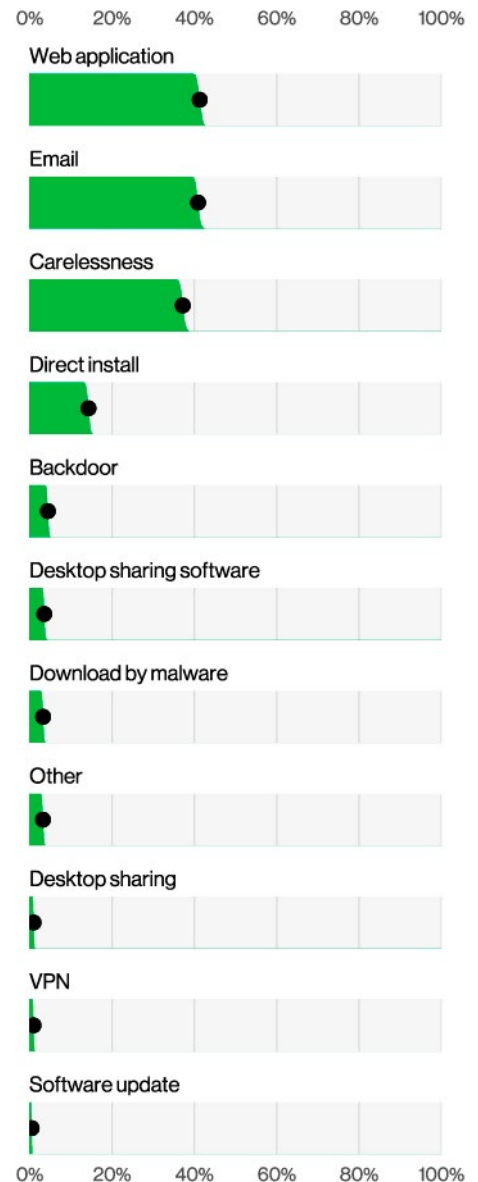 0% 20% 40% 60% 80% 100%
Web application
Email
Carelessness
Direct install
Backdoor
Desktop sharing software
Download by malware
Other
Desktop sharing
VPN
Software update
0% 20% 40% 60% 80% 100%